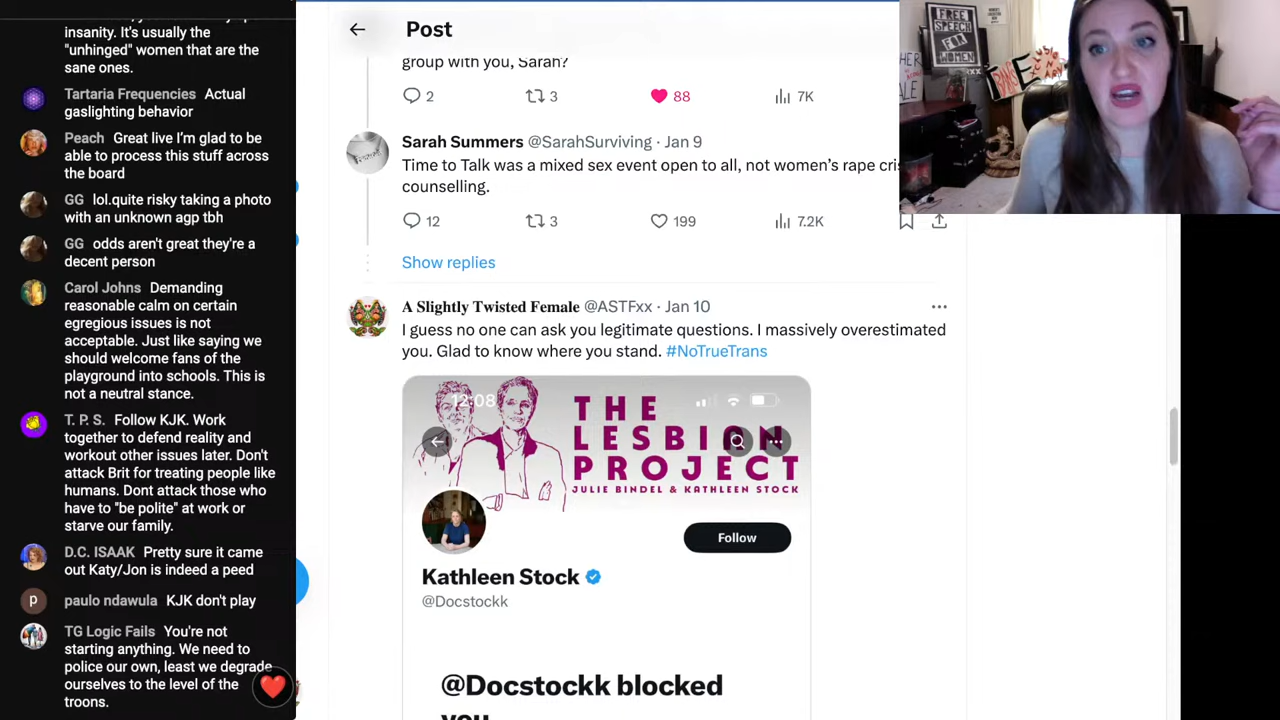 insanity. It's usually the
"unhinged" women that are the
sane ones.
Tartaria Frequencies Actual
gaslighting behavior
Peach Great live I'm glad to be
able to process this stuff across
the board
GG lol.quite risky taking a photo
with an unknown agp tbh
GG odds aren't great they're a
decent person
Carol Johns Demanding
reasonable calm on certain
egregious issues is not
acceptable. Just like saying we
should welcome fans of the
playground into schools. This is
not a neutral stance.
T. P. S. Follow KJK. Work
together to defend reality and
workout other issues later. Don't
attack Brit for treating people like
humans. Dont attack those who
have to "be polite" at work or
starve our family.
D.C. ISAAK Pretty sure it came
out Katy/Jon is indeed a peed
p
paulo ndawula KJK don't play
TG Logic Fails You're not
starting anything. We need to
police our own, least we degrade
ourselves to the level of the
troons.
Post
group with you, Sarah?
2 3 88 7K
Sarah Summers @SarahSurviving · Jan 9
Time to Talk was a mixed sex event open to all, not women's rape
counselling.
12 3 199 7.2K
Show replies
A Slightly Twisted Female @ASTFxx · Jan 10
I guess no one can ask you legitimate questions. I massively overestimated
you. Glad to know where you stand. #NoTrueTrans
12:08
THE
LESBIAN
PROJECT
JULIE BINDEL & KATHLEEN STOCK
Follow
Kathleen Stock
@Docstockk
@Docstockk blocked
you
FREE
SPEECH
FOR
WOMEN